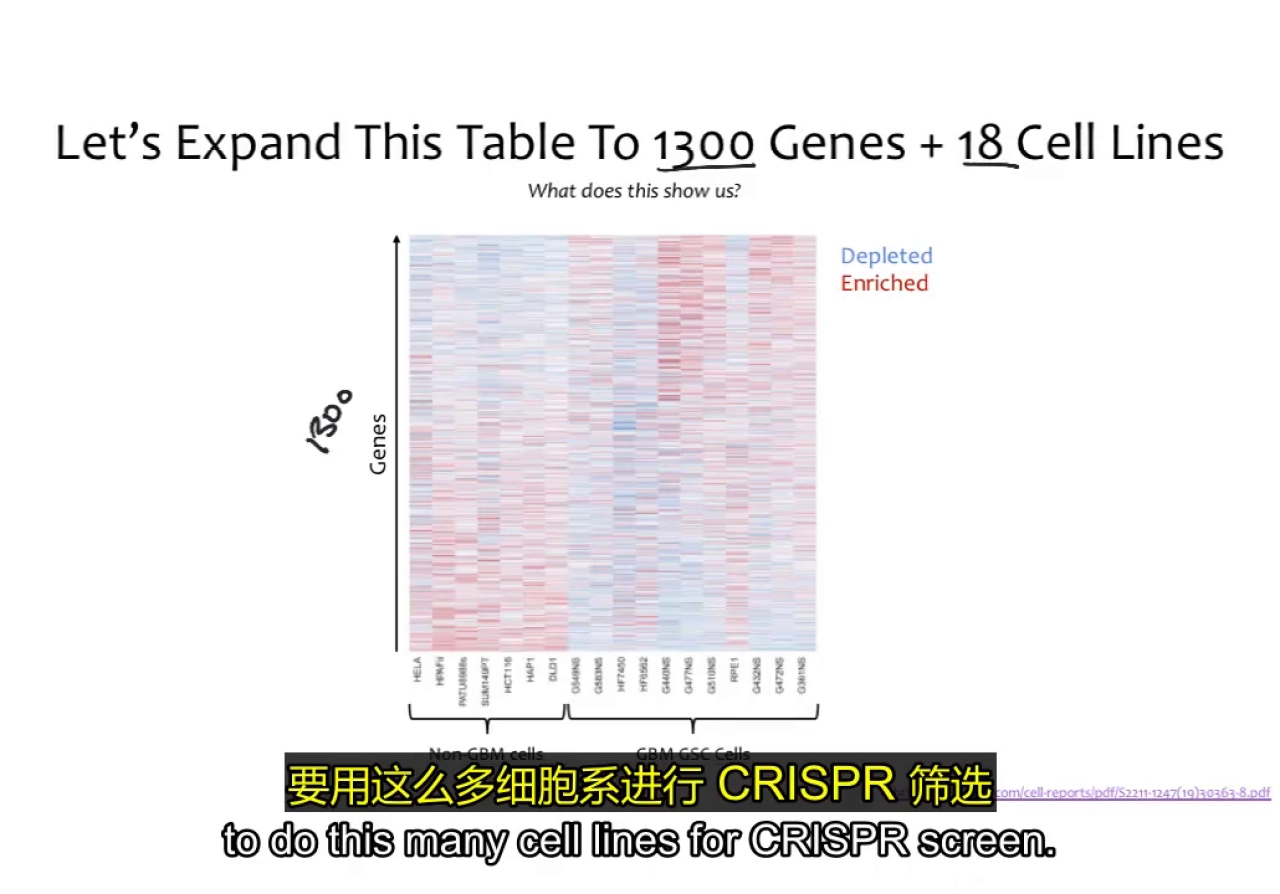 Let's Expand This Table To 1300 Genes + 18 Cell Lines
What does this show us?
Depleted
Enriched
1300
Genes
HELA
HPAFII
PATU8988s
SUM149PT
HCT116
HAP1
DLD1
G549NS
G583NS
HF7450
HF6562
G440NS
G477NS
G510NS
RPE1
G432NS
G472NS
G361NS
Non-GBM cells
GBM GSC Cells
com/cell-reports/pdf/S2211-1247(19)30363-8.pdf
要用这么多细胞系进行 CRISPR 筛选
to do this many cell lines for CRISPR screen.